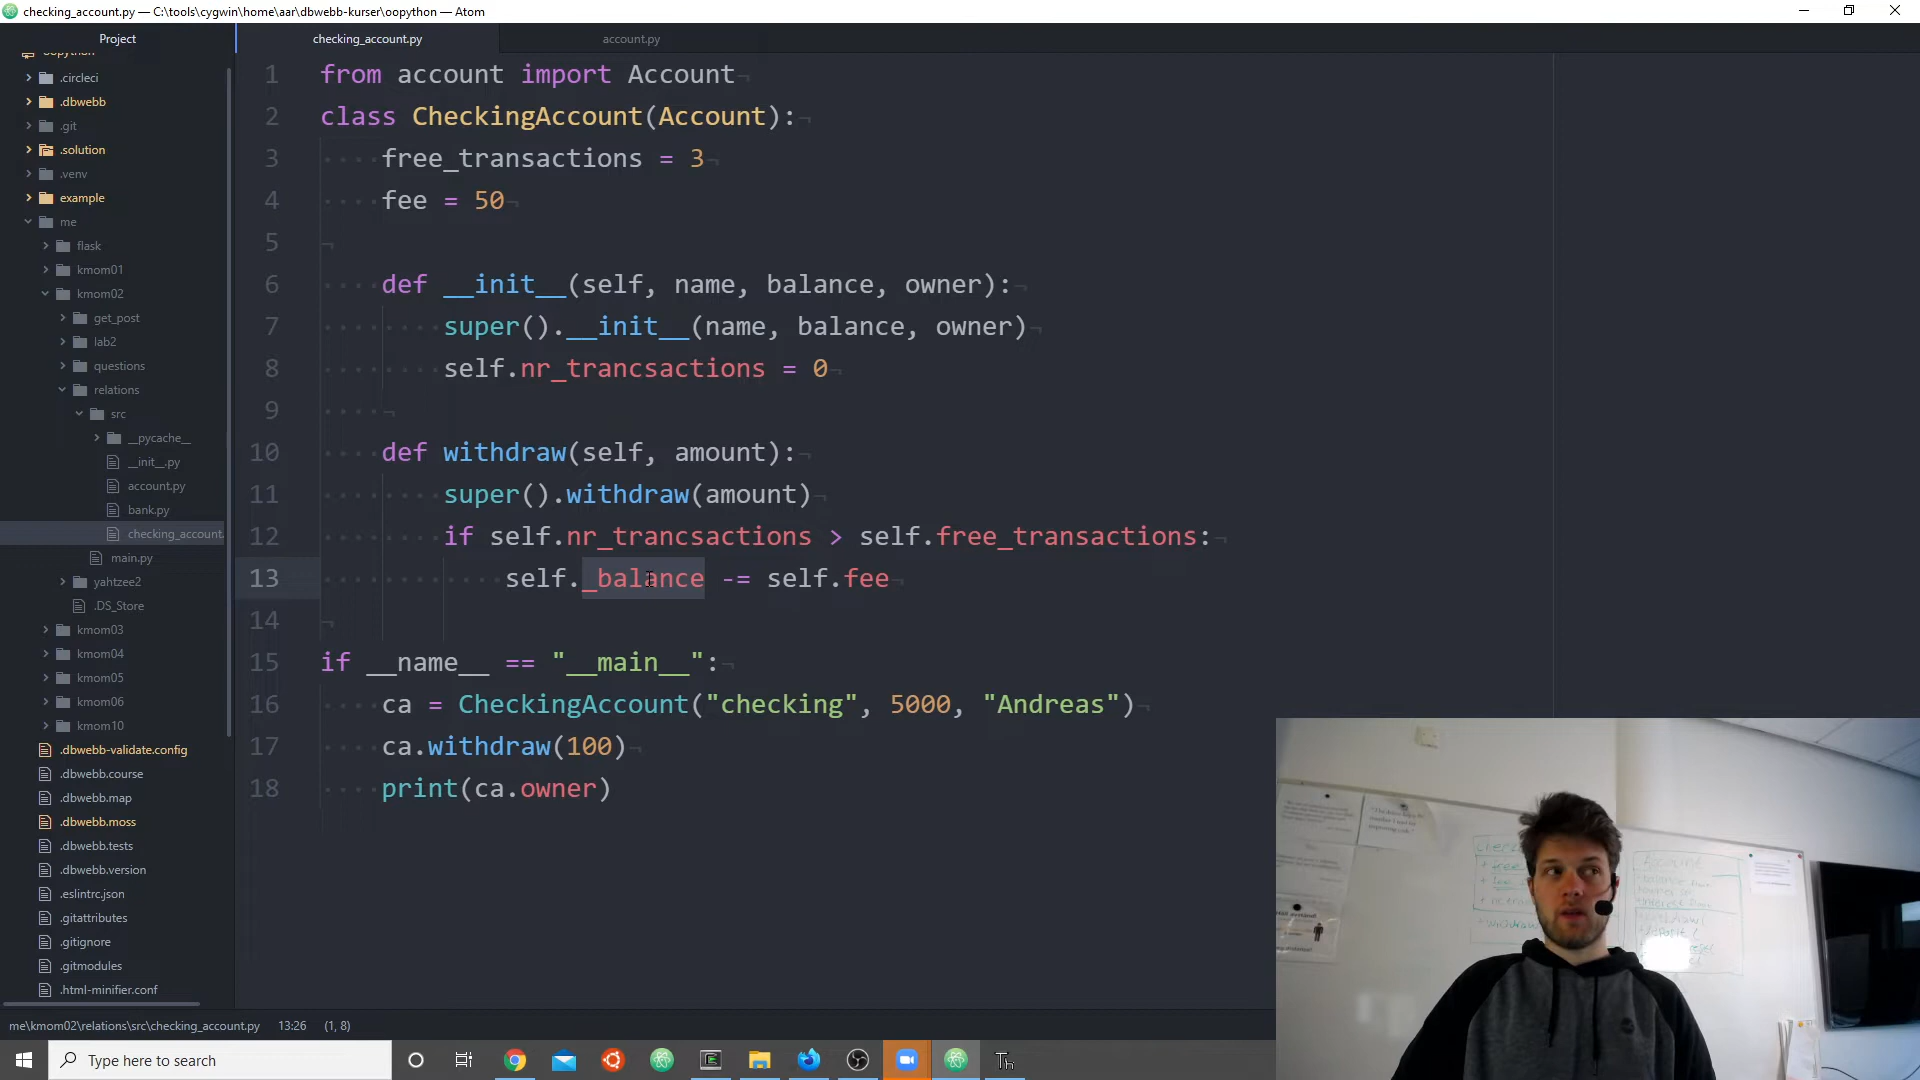 checking_account.py — C:\tools\cygwin\home\aar\dbwebb-kurser\oopython — Atom
Project
checking_account.py
account.py
.circleci
.dbwebb
.git
.solution
.venv
example
me
flask
kmom01
kmom02
get_post
lab2
questions
relations
src
__pycache__
__init__.py
account.py
bank.py
checking_account.
main.py
yahtzee2
.DS_Store
kmom03
kmom04
kmom05
kmom06
kmom10
.dbwebb-validate.config
.dbwebb.course
.dbwebb.map
.dbwebb.moss
.dbwebb.tests
.dbwebb.version
.eslintrc.json
.gitattributes
.gitignore
.gitmodules
.html-minifier.conf
1 from account import Account
2 class CheckingAccount(Account):
3 free_transactions = 3
4 fee = 50
5
6 def __init__(self, name, balance, owner):
7 super().__init__(name, balance, owner)
8 self.nr_trancsactions = 0
9
10 def withdraw(self, amount):
11 super().withdraw(amount)
12 if self.nr_trancsactions > self.free_transactions:
13 self._balance -= self.fee
14
15 if __name__ == "__main__":
16 ca = CheckingAccount("checking", 5000, "Andreas")
17 ca.withdraw(100)
18 print(ca.owner)
me\kmom02\relations\src\checking_account.py 13:26 (1, 8)
Type here to search